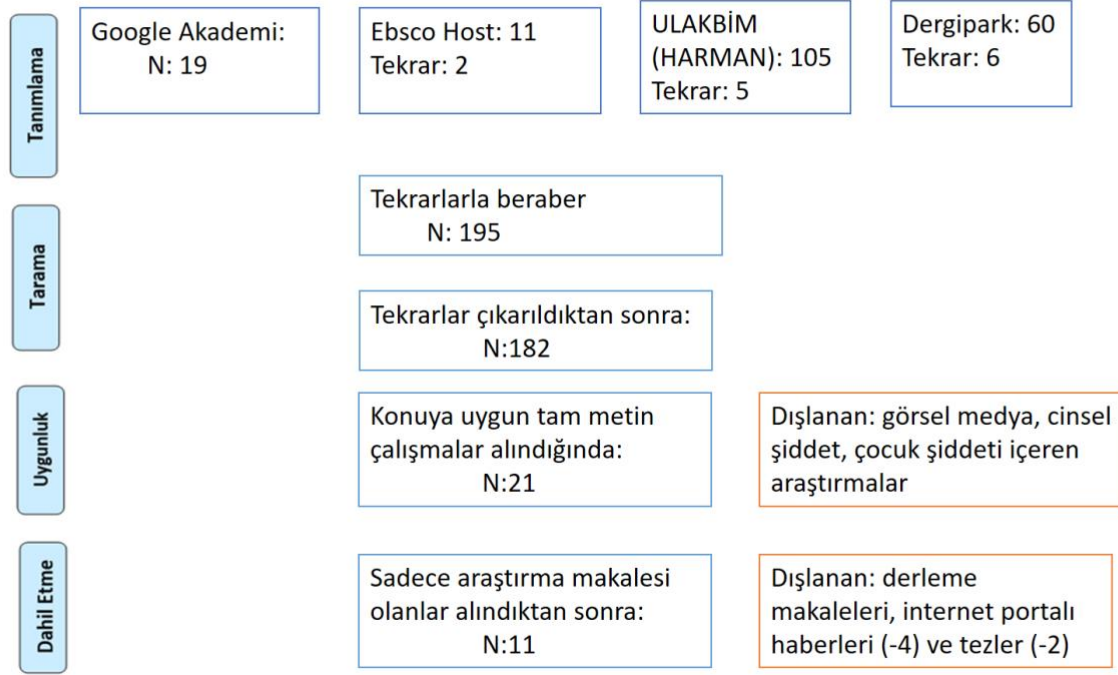 Tanımlama
Google Akademi:
N: 19
Ebsco Host: 11
Tekrar: 2
ULAKBİM
(HARMAN): 105
Tekrar: 5
Dergipark: 60
Tekrar: 6
Tarama
Tekrarlarla beraber
N: 195
Tekrarlar çıkarıldıktan sonra:
N:182
Uygunluk
Konuya uygun tam metin
çalışmalar alındığında:
N:21
Dışlanan: görsel medya, cinsel
şiddet, çocuk şiddeti içeren
araştırmalar
Dahil Etme
Sadece araştırma makalesi
olanlar alındıktan sonra:
N:11
Dışlanan: derleme
makaleleri, internet portalı
haberleri (-4) ve tezler (-2)